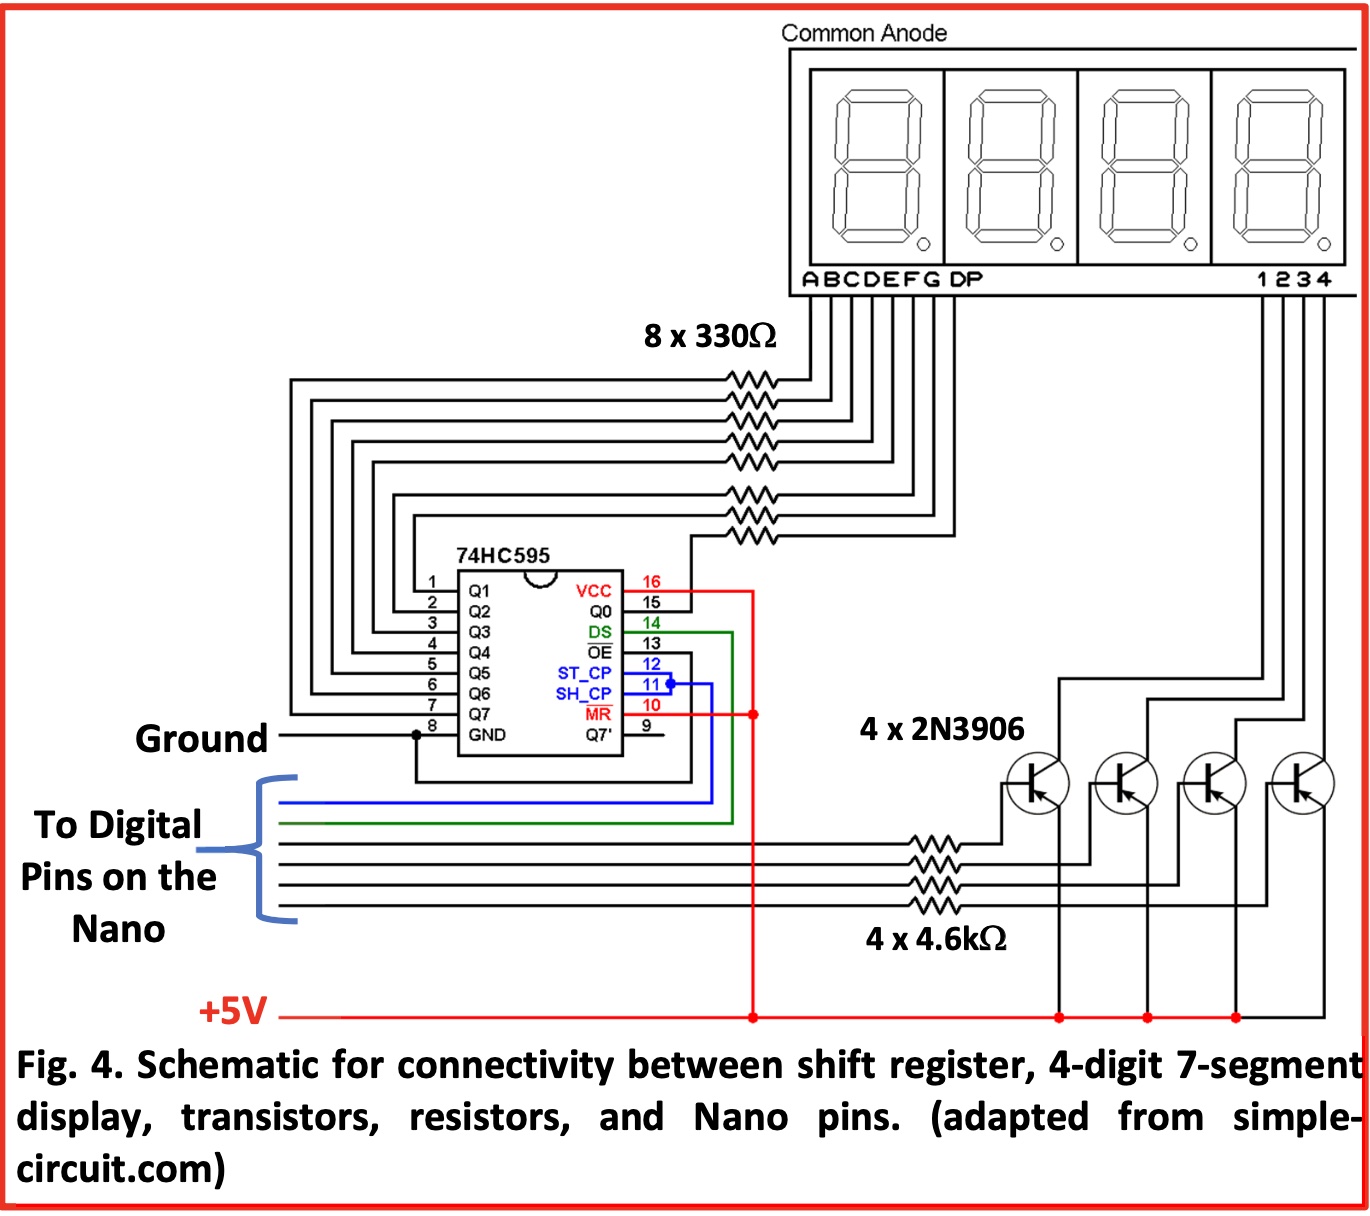 Common Anode
A B C D E F G DP
1 2 3 4
8 x 330Ω
74HC595
1 Q1 VCC 16
2 Q2 Q0 15
3 Q3 DS 14
4 Q4 OE 13
5 Q5 ST_CP 12
6 Q6 SH_CP 11
7 Q7 MR 10
8 GND Q7' 9
Ground
4 x 2N3906
To Digital
Pins on the
Nano
4 x 4.6kΩ
+5V
Fig. 4. Schematic for connectivity between shift register, 4-digit 7-segment
display, transistors, resistors, and Nano pins. (adapted from simple-
circuit.com)